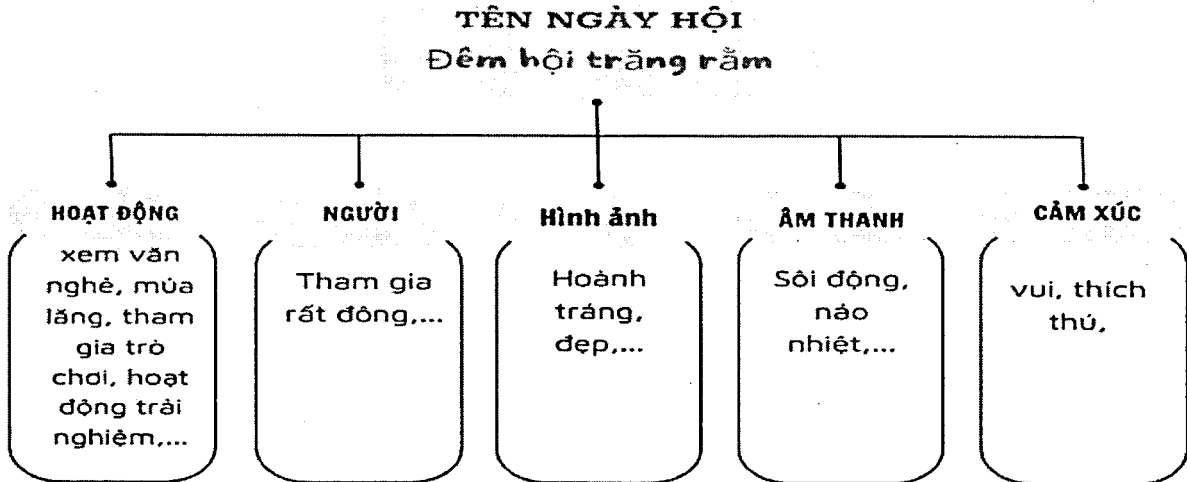 TÊN NGÀY HỘI
Đêm hội trăng rằm
HOẠT ĐỘNG
xem văn
nghệ, múa
lăng, tham
gia trò
chơi, hoạt
động trải
nghiệm,...
NGƯỜI
Tham gia
rất đông,...
Hình ảnh
Hoành
tráng,
đẹp,...
ÂM THANH
Sôi động,
náo
nhiệt,...
CẢM XÚC
vui, thích
thú,